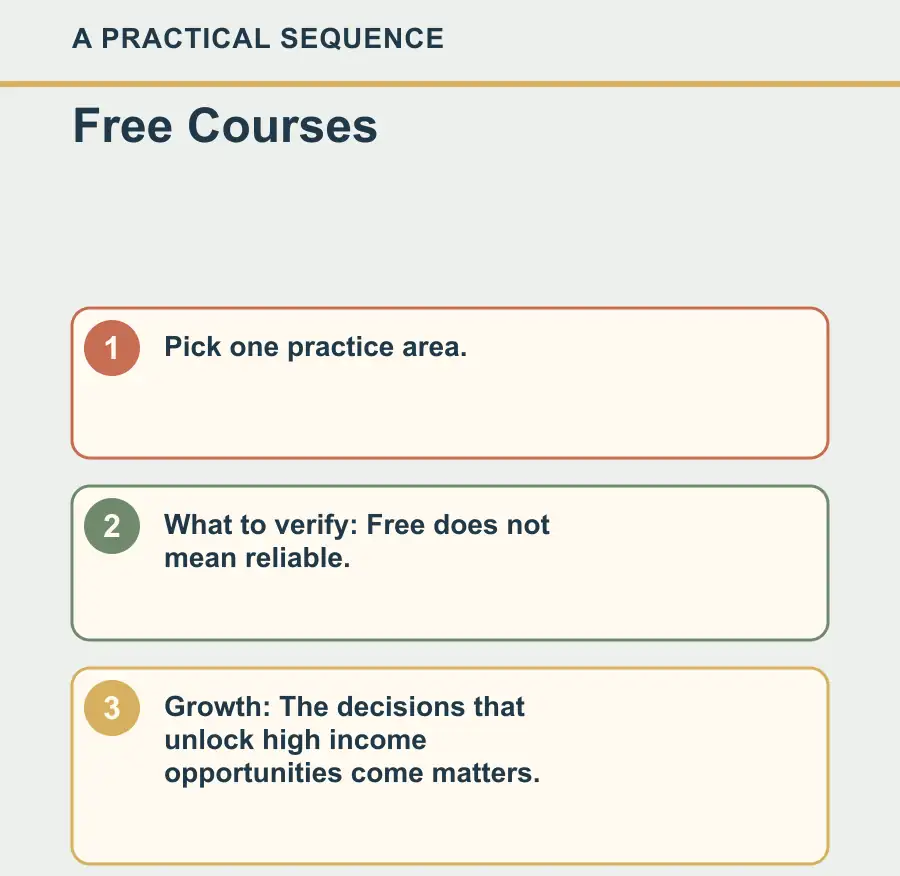 A PRACTICAL SEQUENCE
Free Courses
1
Pick one practice area.
2
What to verify: Free does not
mean reliable.
3
Growth: The decisions that
unlock high income
opportunities come matters.